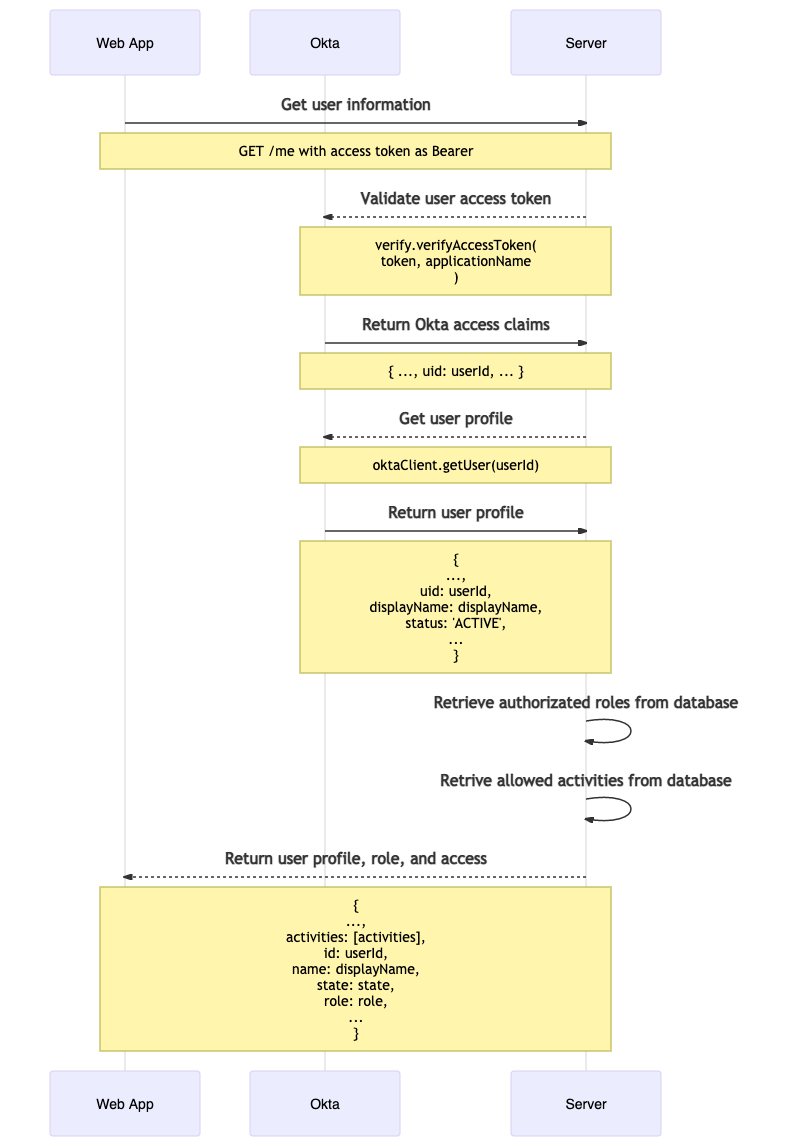 Web App
Okta
Server
Get user information
GET /me with access token as Bearer
Validate user access token
verify.verifyAccessToken(
token, applicationName
)
Return Okta access claims
{ ..., uid: userId, ... }
Get user profile
oktaClient.getUser(userId)
Return user profile
{
...,
uid: userId,
displayName: displayName,
status: 'ACTIVE',
...
}
Retrieve authorizated roles from database
Retrive allowed activities from database
Return user profile, role, and access
{
...,
activities: [activities],
id: userId,
name: displayName,
state: state,
role: role,
...
}
Web App
Okta
Server